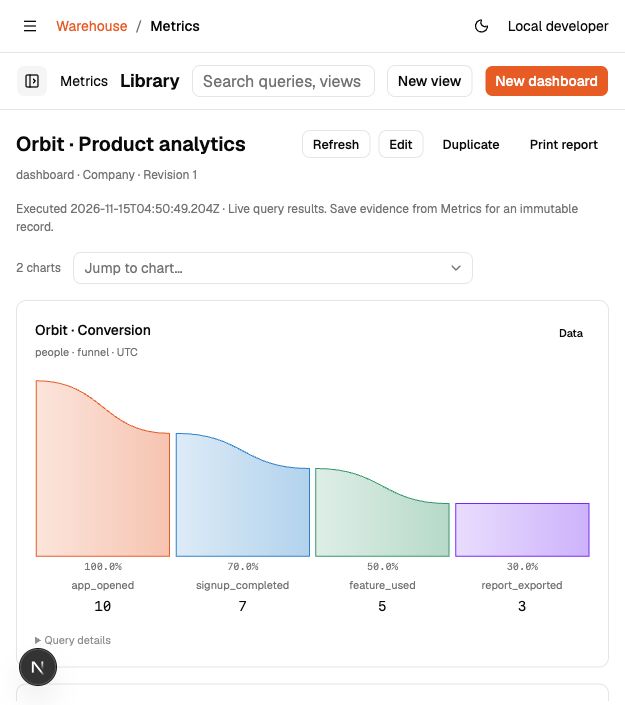 Warehouse / Metrics Local developer
Metrics Library Search queries, views New view New dashboard
Orbit · Product analytics Refresh Edit Duplicate Print report
dashboard · Company · Revision 1
Executed 2026-11-15T04:50:49.204Z · Live query results. Save evidence from Metrics for an immutable
record.
2 charts Jump to chart...
Orbit · Conversion Data
people · funnel · UTC
100.0% 70.0% 50.0% 30.0%
app_opened signup_completed feature_used report_exported
10 7 5 3
Query details
N